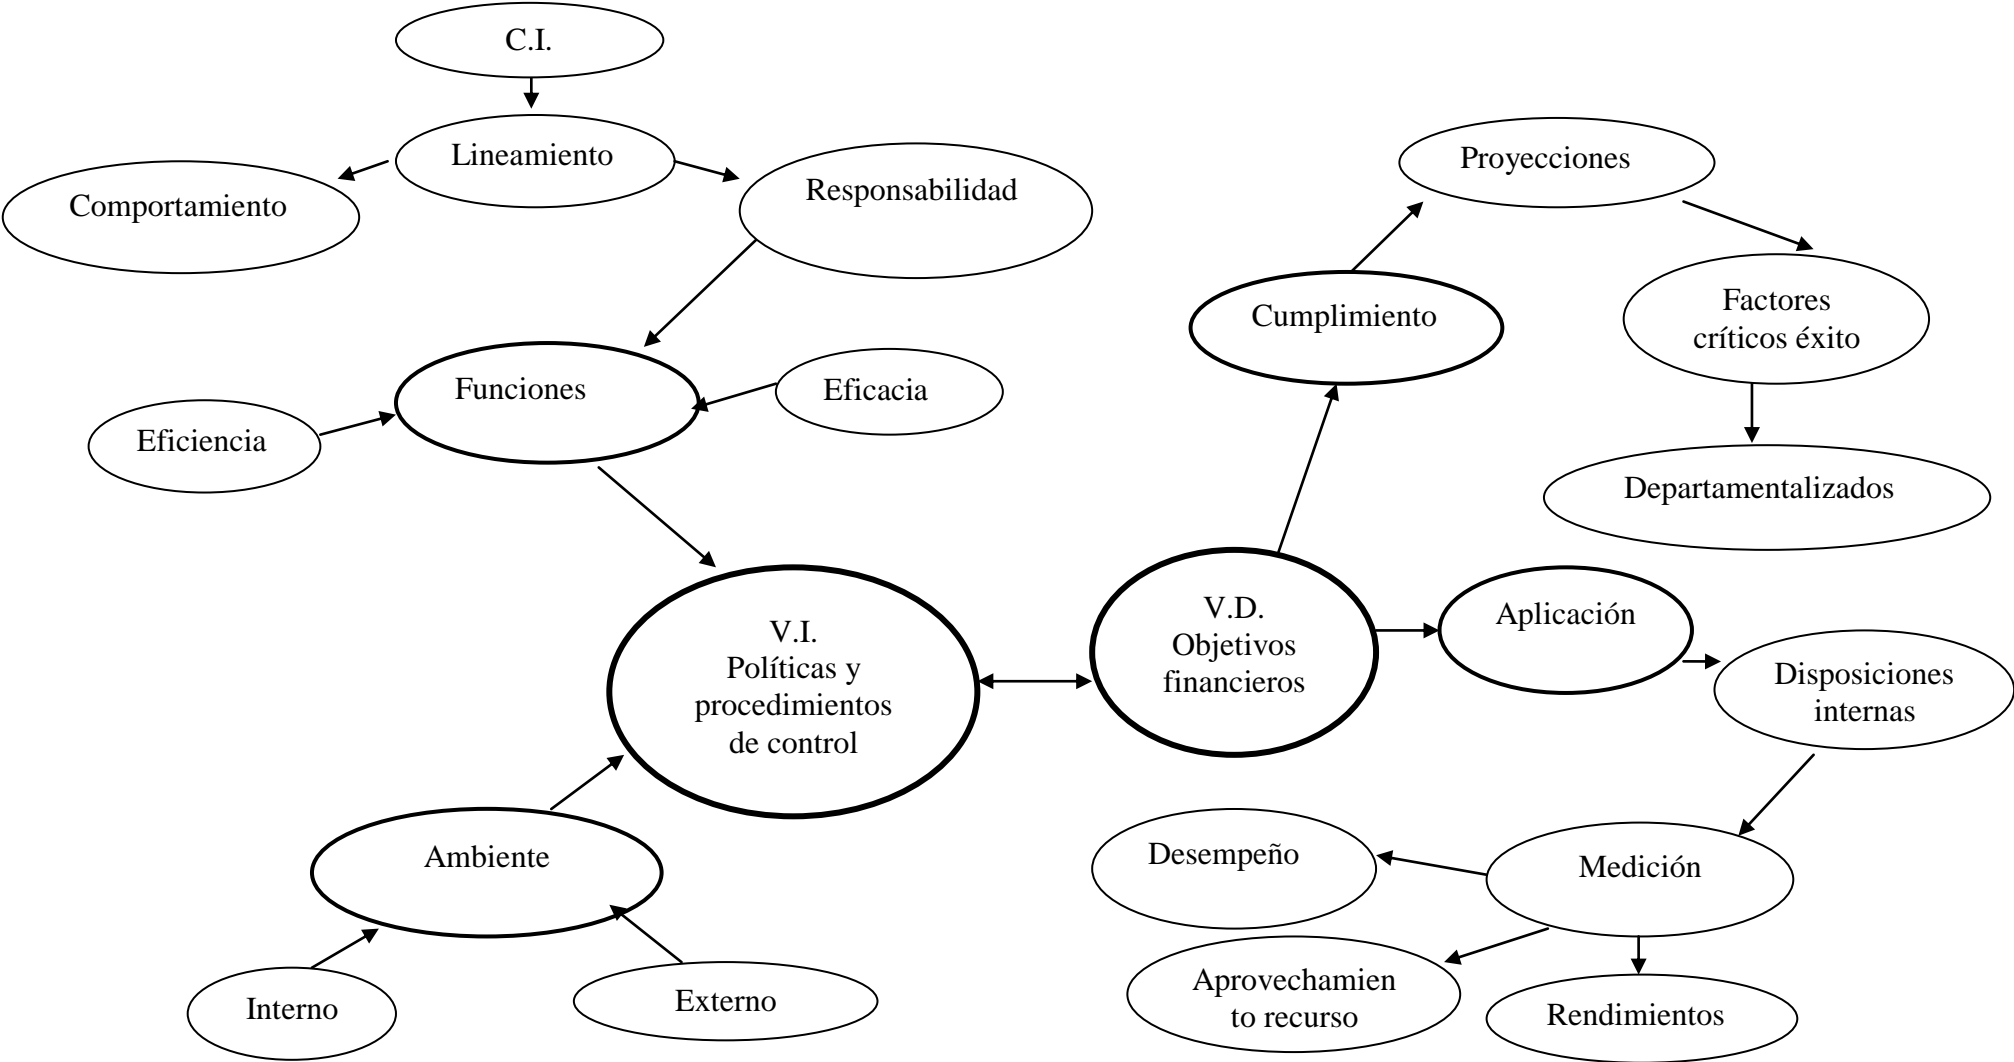 C.I.
Lineamiento
Comportamiento
Responsabilidad
Funciones
Eficacia
Eficiencia
V.I.
Políticas y
procedimientos
de control
Ambiente
Interno
Externo
Proyecciones
Cumplimiento
Factores
críticos éxito
Departamentalizados
V.D.
Objetivos
financieros
Aplicación
Disposiciones
internas
Medición
Desempeño
Aprovechamien
to recurso
Rendimientos